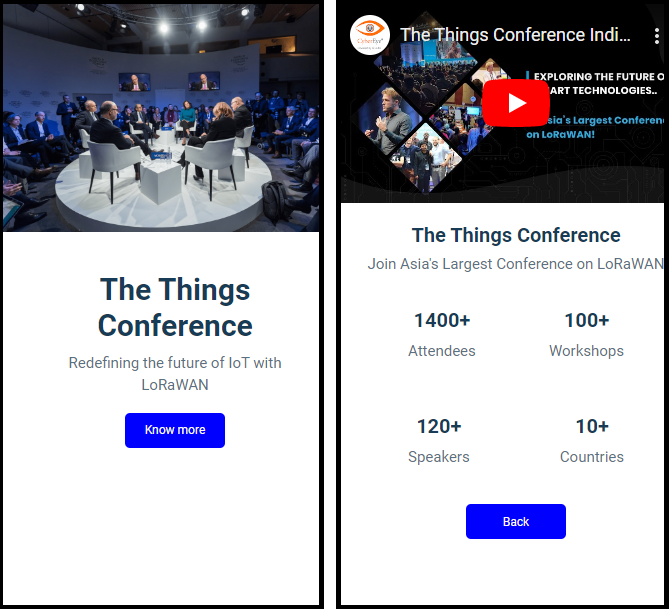 The Things
Conference
Redefining the future of IoT with
LoRaWAN
Know more
The Things Conference Indi...
EXPLORING THE FUTURE O
ART TECHNOLOGIES..
sia's Largest Conferen
on LoRaWAN!
The Things Conference
Join Asia's Largest Conference on LoRaWAN
1400+ 100+
Attendees Workshops
120+ 10+
Speakers Countries
Back